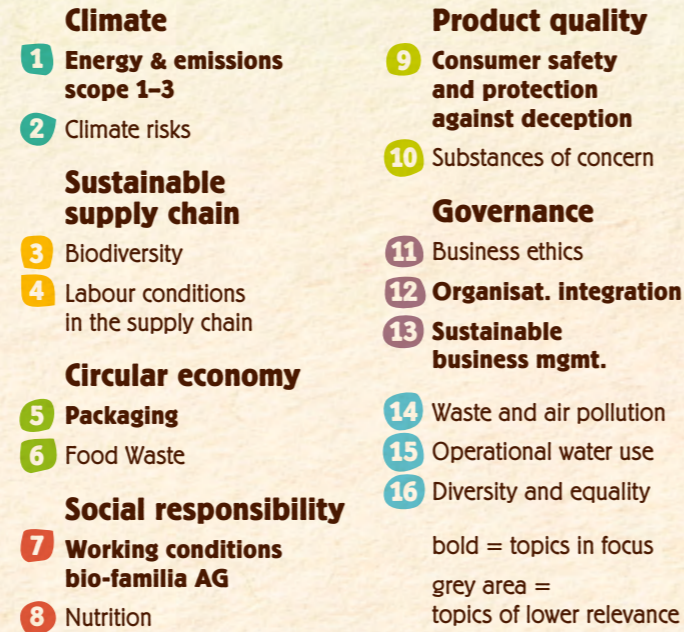 Climate
1 Energy & emissions
scope 1–3
2 Climate risks
Sustainable
supply chain
3 Biodiversity
4 Labour conditions
in the supply chain
Circular economy
5 Packaging
6 Food Waste
Social responsibility
7 Working conditions
bio-familia AG
8 Nutrition
Product quality
9 Consumer safety
and protection
against deception
10 Substances of concern
Governance
11 Business ethics
12 Organisat. integration
13 Sustainable
business mgmt.
14 Waste and air pollution
15 Operational water use
16 Diversity and equality
bold = topics in focus
grey area =
topics of lower relevance